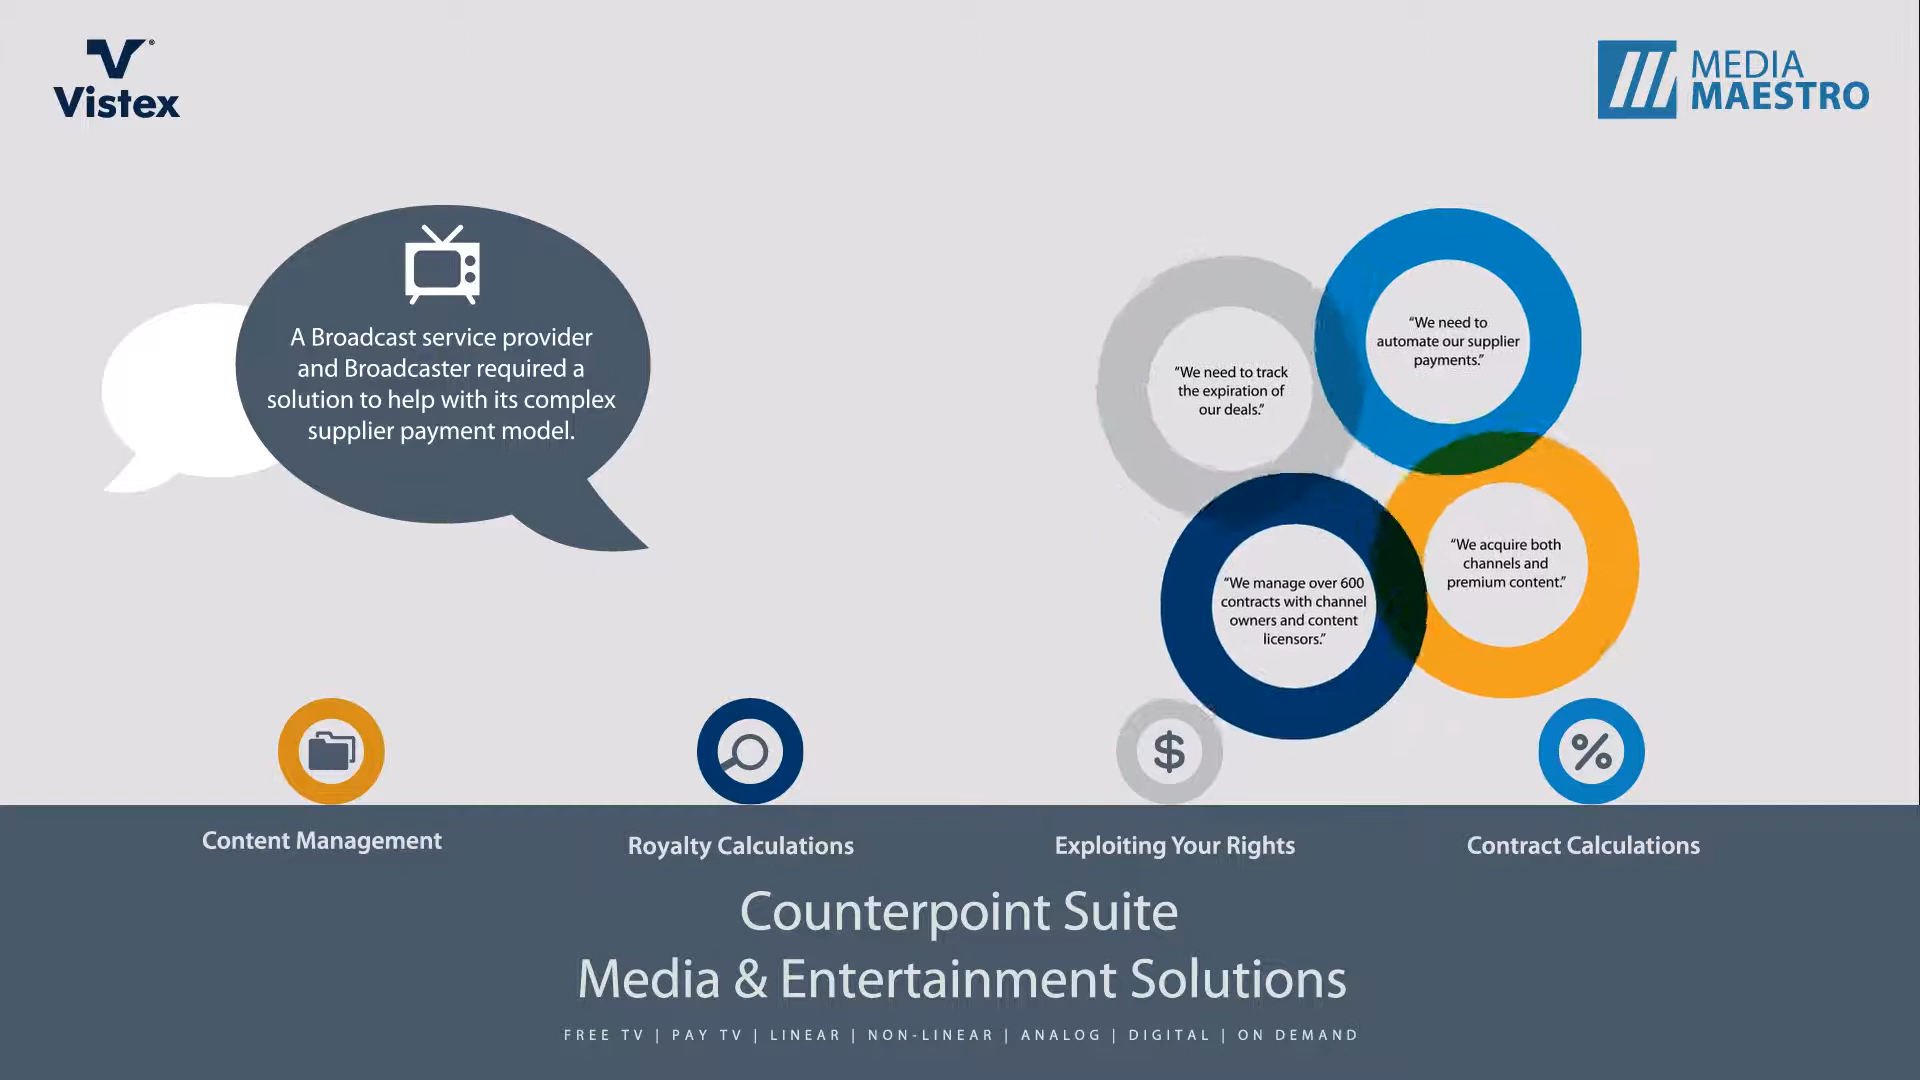 Vistex
MEDIA
MAESTRO
A Broadcast service provider
and Broadcaster required a
solution to help with its complex
supplier payment model.
“We need to track
the expiration of
our deals.”
“We need to
automate our supplier
payments.”
“We manage over 600
contracts with channel
owners and content
licensors.”
“We acquire both
channels and
premium content.”
$
%
Content Management
Royalty Calculations
Exploiting Your Rights
Contract Calculations
Counterpoint Suite
Media & Entertainment Solutions
FREE TV | PAY TV | LINEAR | NON-LINEAR | ANALOG | DIGITAL | ON DEMAND